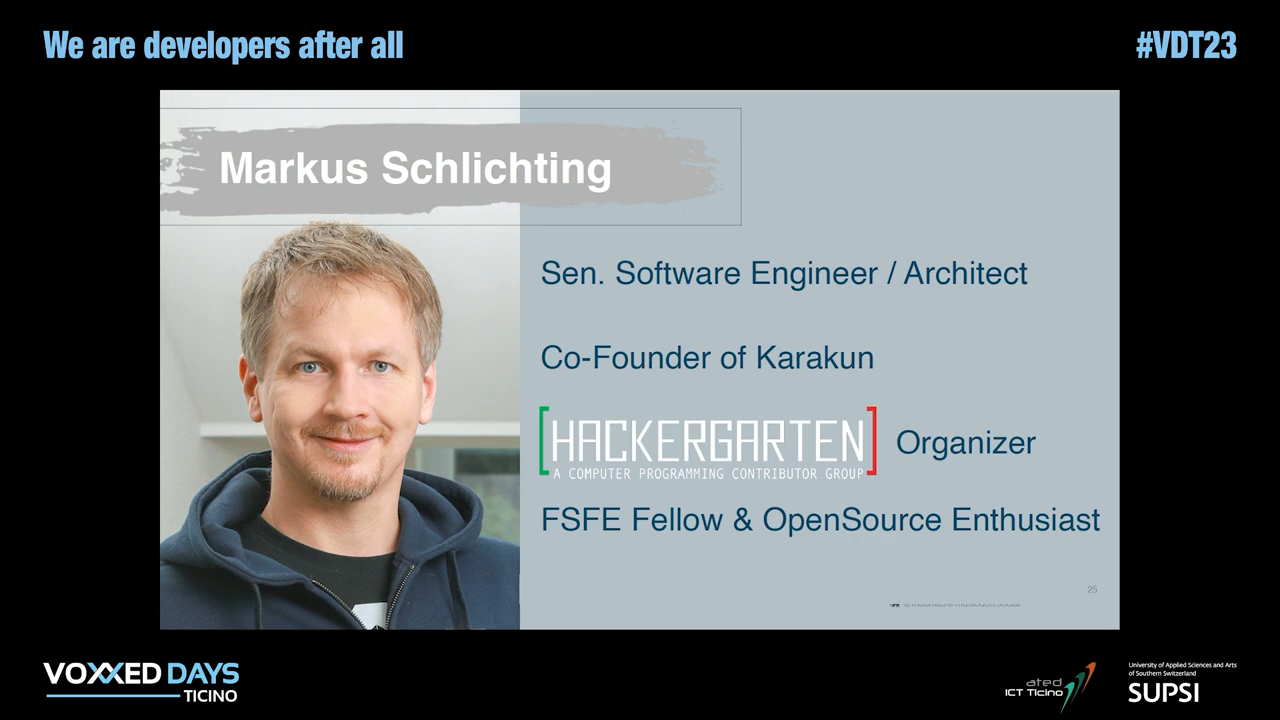 We are developers after all
#VDT23
Markus Schlichting
Sen. Software Engineer / Architect
Co-Founder of Karakun
[HACKERGARTEN]
A COMPUTER PROGRAMMING CONTRIBUTOR GROUP
Organizer
FSFE Fellow & OpenSource Enthusiast
25
VOXXED DAYS
TICINO
ated
ICT Ticino
University of Applied Sciences and Arts
of Southern Switzerland
SUPSI